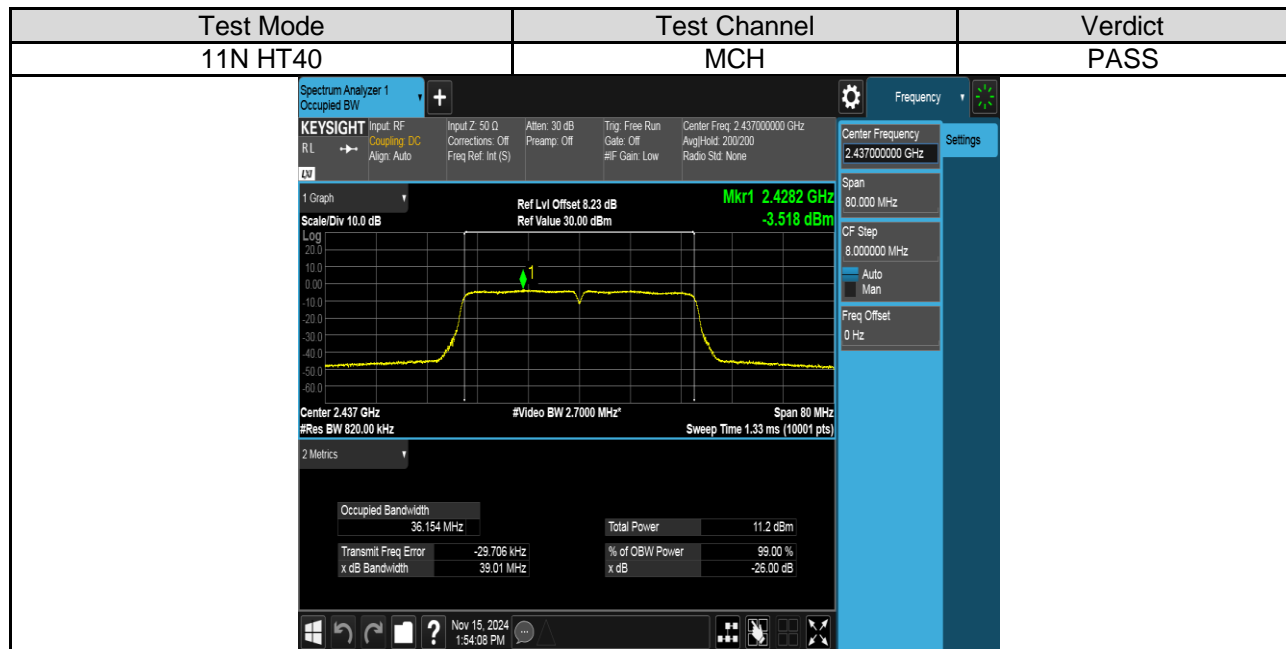 Test Mode Test Channel Verdict
11N HT40 MCH PASS
Spectrum Analyzer 1
Occupied BW
+
Frequency
KEYSIGHT Input: RF Input Z: 50 Ω Atten: 30 dB Trig: Free Run Center Freq: 2.437000000 GHz
RL Coupling: DC Corrections: Off Preamp: Off Gate: Off Avg|Hold: 200/200
Align: Auto Freq Ref: Int (S) #IF Gain: Low Radio Std: None
LXI
Center Frequency
2.437000000 GHz
Settings
Span
80.000 MHz
CF Step
8.000000 MHz
Auto
Man
Freq Offset
0 Hz
1 Graph Ref Lvl Offset 8.23 dB Mkr1 2.4282 GHz
Scale/Div 10.0 dB Ref Value 30.00 dBm -3.518 dBm
Log
20.0
10.0
0.00
-10.0
-20.0
-30.0
-40.0
-50.0
-60.0
1
Center 2.437 GHz #Video BW 2.7000 MHz* Span 80 MHz
#Res BW 820.00 kHz Sweep Time 1.33 ms (10001 pts)
2 Metrics
Occupied Bandwidth
36.154 MHz Total Power 11.2 dBm
Transmit Freq Error -29.706 kHz % of OBW Power 99.00 %
x dB Bandwidth 39.01 MHz x dB -26.00 dB
? Nov 15, 2024
1:54:08 PM